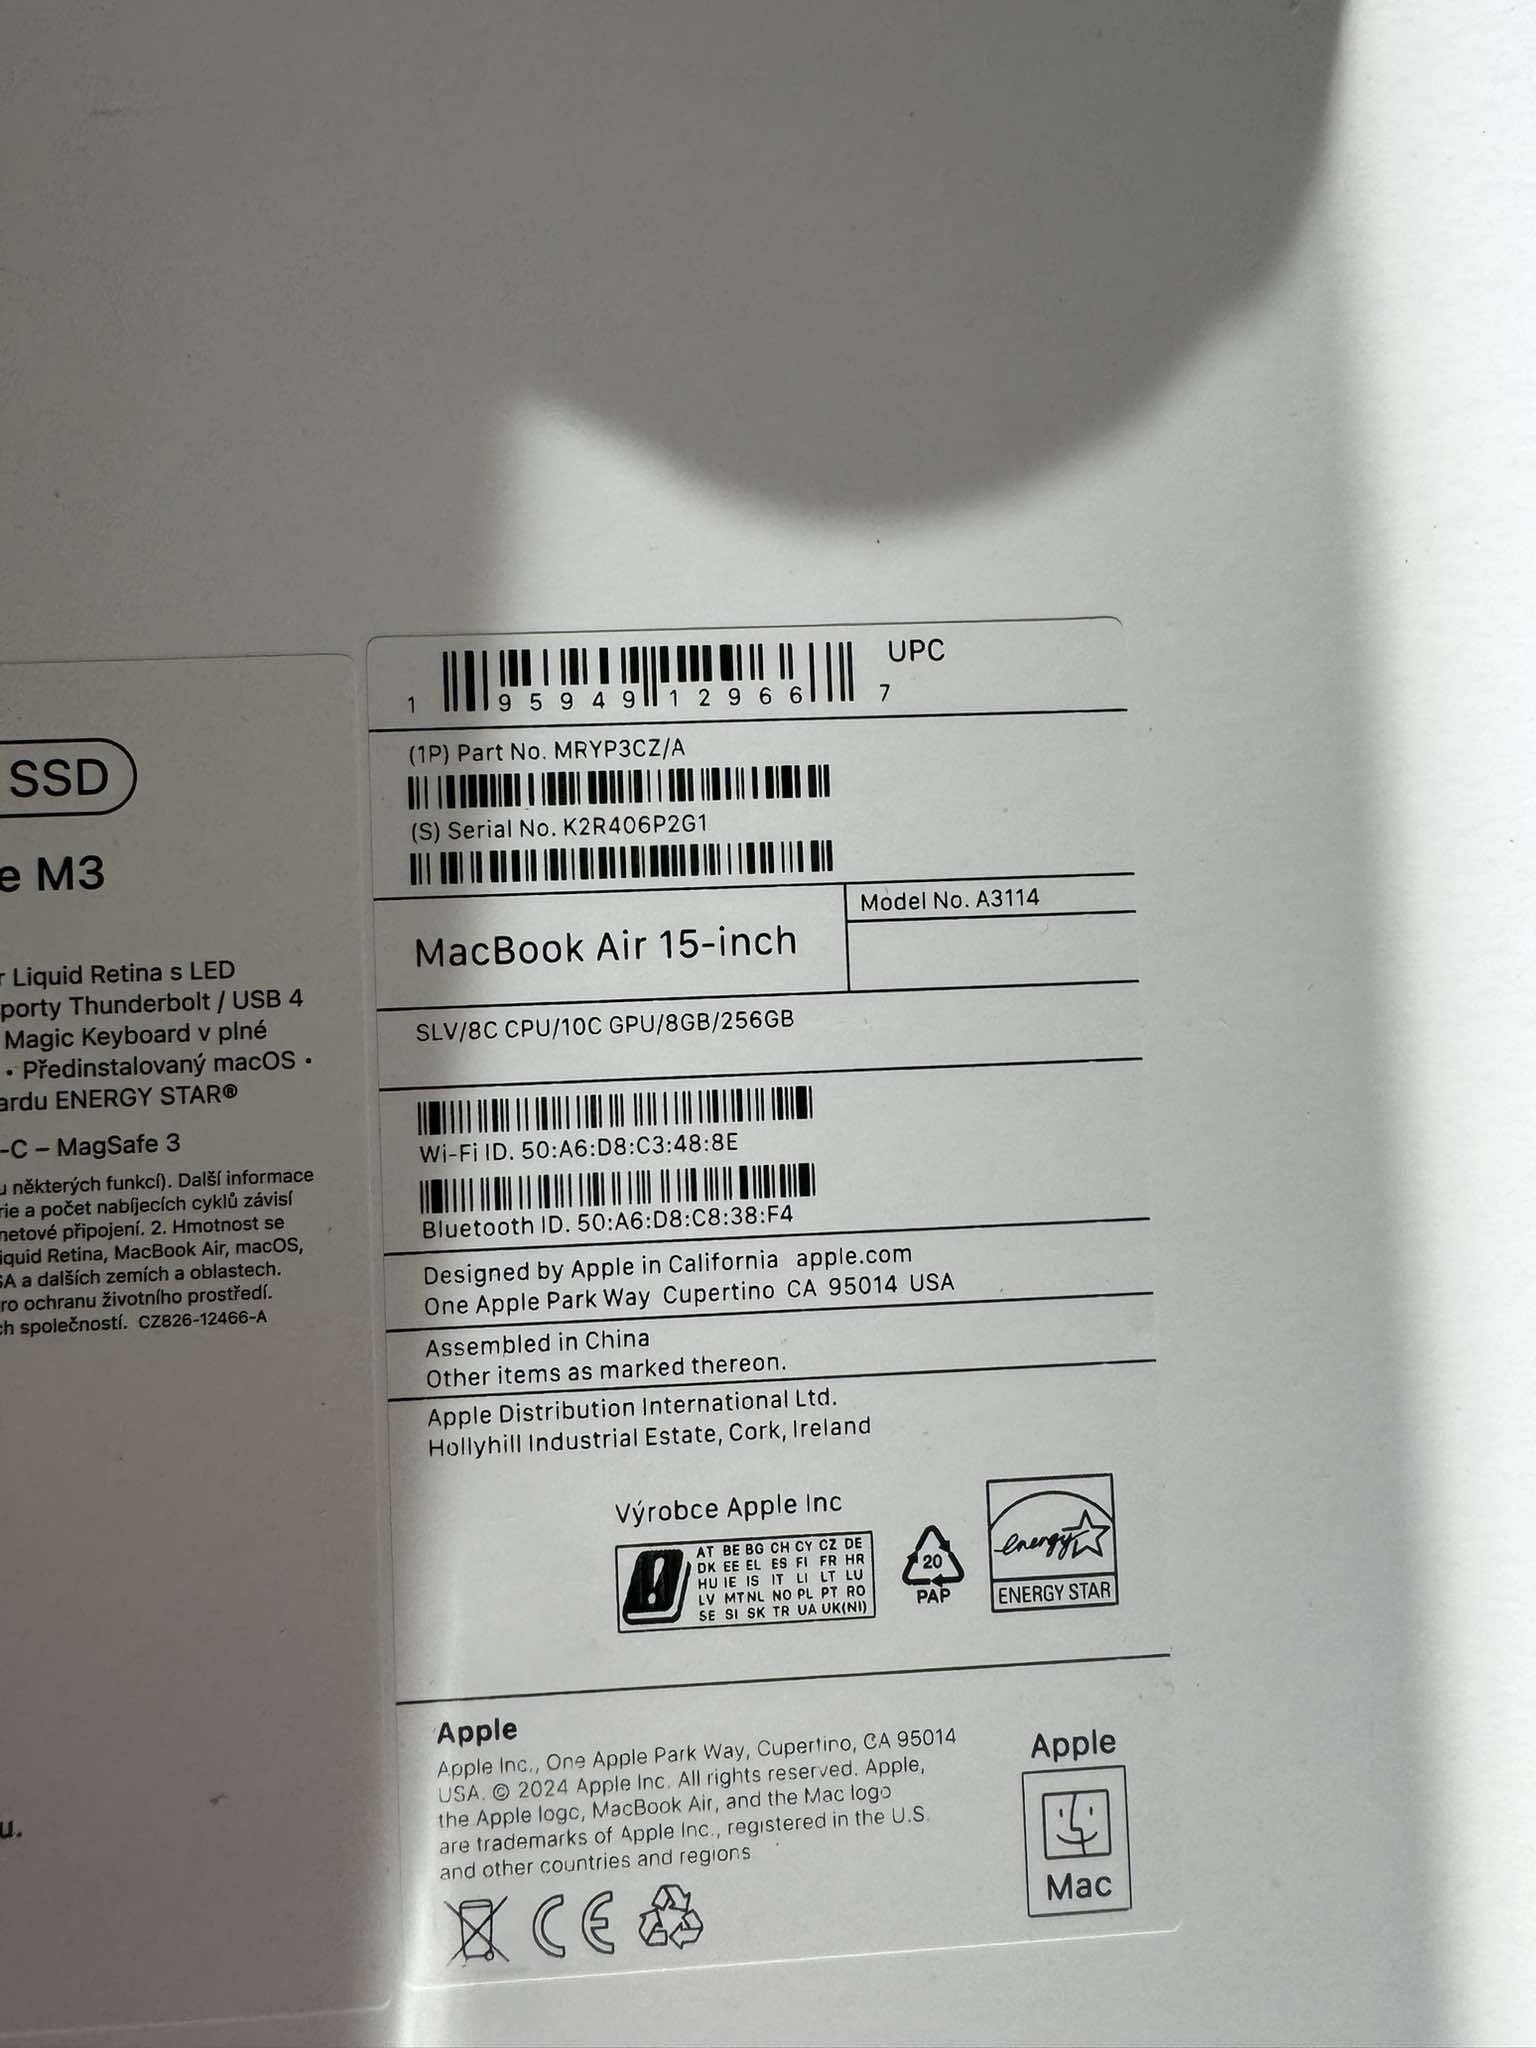 SSD
e M3
r Liquid Retina s LED
porty Thunderbolt / USB 4
Magic Keyboard v plné
• Předinstalovaný macOS •
ardu ENERGY STAR®
-C – MagSafe 3
u některých funkcí). Další informace
rie a počet nabíjecích cyklů závisí
netové připojení. 2. Hmotnost se
iquid Retina, MacBook Air, macOS,
SA a dalších zemích a oblastech.
ro ochranu životního prostředí.
ch společností. CZ826-12466-A
u.
UPC
1 95949 12966 7
(1P) Part No. MRYP3CZ/A
(S) Serial No. K2R406P2G1
Model No. A3114
MacBook Air 15-inch
SLV/8C CPU/10C GPU/8GB/256GB
Wi-Fi ID. 50:A6:D8:C3:48:8E
Bluetooth ID. 50:A6:D8:C8:38:F4
Designed by Apple in California apple.com
One Apple Park Way Cupertino CA 95014 USA
Assembled in China
Other items as marked thereon.
Apple Distribution International Ltd.
Hollyhill Industrial Estate, Cork, Ireland
Výrobce Apple Inc
AT BE BG CH CY CZ DE
DK EE EL ES FI FR HR
HU IE IS IT LI LT LU
LV MT NL NO PL PT RO
SE SI SK TR UA UK(NI)
20
PAP
energy
ENERGY STAR
Apple
Apple Inc., One Apple Park Way, Cupertino, CA 95014
USA. © 2024 Apple Inc. All rights reserved. Apple,
the Apple logo, MacBook Air, and the Mac logo
are trademarks of Apple Inc., registered in the U.S.
and other countries and regions
CE
Apple
Mac